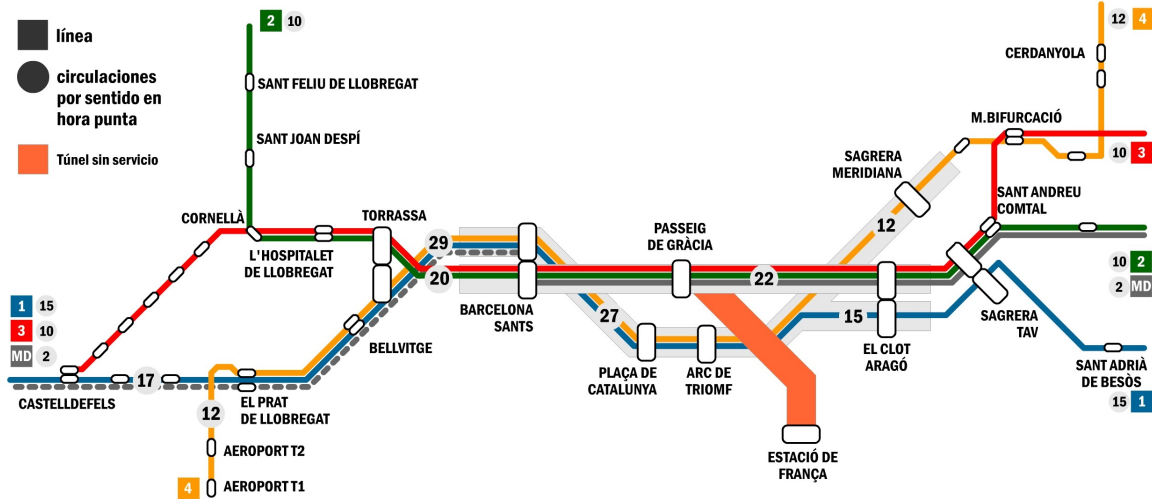 línea
circulaciones
por sentido en
hora punta
Túnel sin servicio
2 10
SANT FELIU DE LLOBREGAT
SANT JOAN DESPÍ
CORNELLÀ
L'HOSPITALET
DE LLOBREGAT
TORRASSA
29
20
BARCELONA
SANTS
BELLVITGE
1 15
3 10
MD 2
CASTELLDEFELS
17
12
EL PRAT
DE LLOBREGAT
AEROPORT T2
4
AEROPORT T1
27
PLAÇA DE
CATALUNYA
ARC DE
TRIOMF
PASSEIG
DE GRÀCIA
22
ESTACIÓ DE
FRANÇA
SAGRERA
MERIDIANA
12
15
EL CLOT
ARAGÓ
12 4
CERDANYOLA
M.BIFURCACIÓ
10 3
SANT ANDREU
COMTAL
10 2
2 MD
SAGRERA
TAV
SANT ADRIÀ
DE BESÒS
15 1